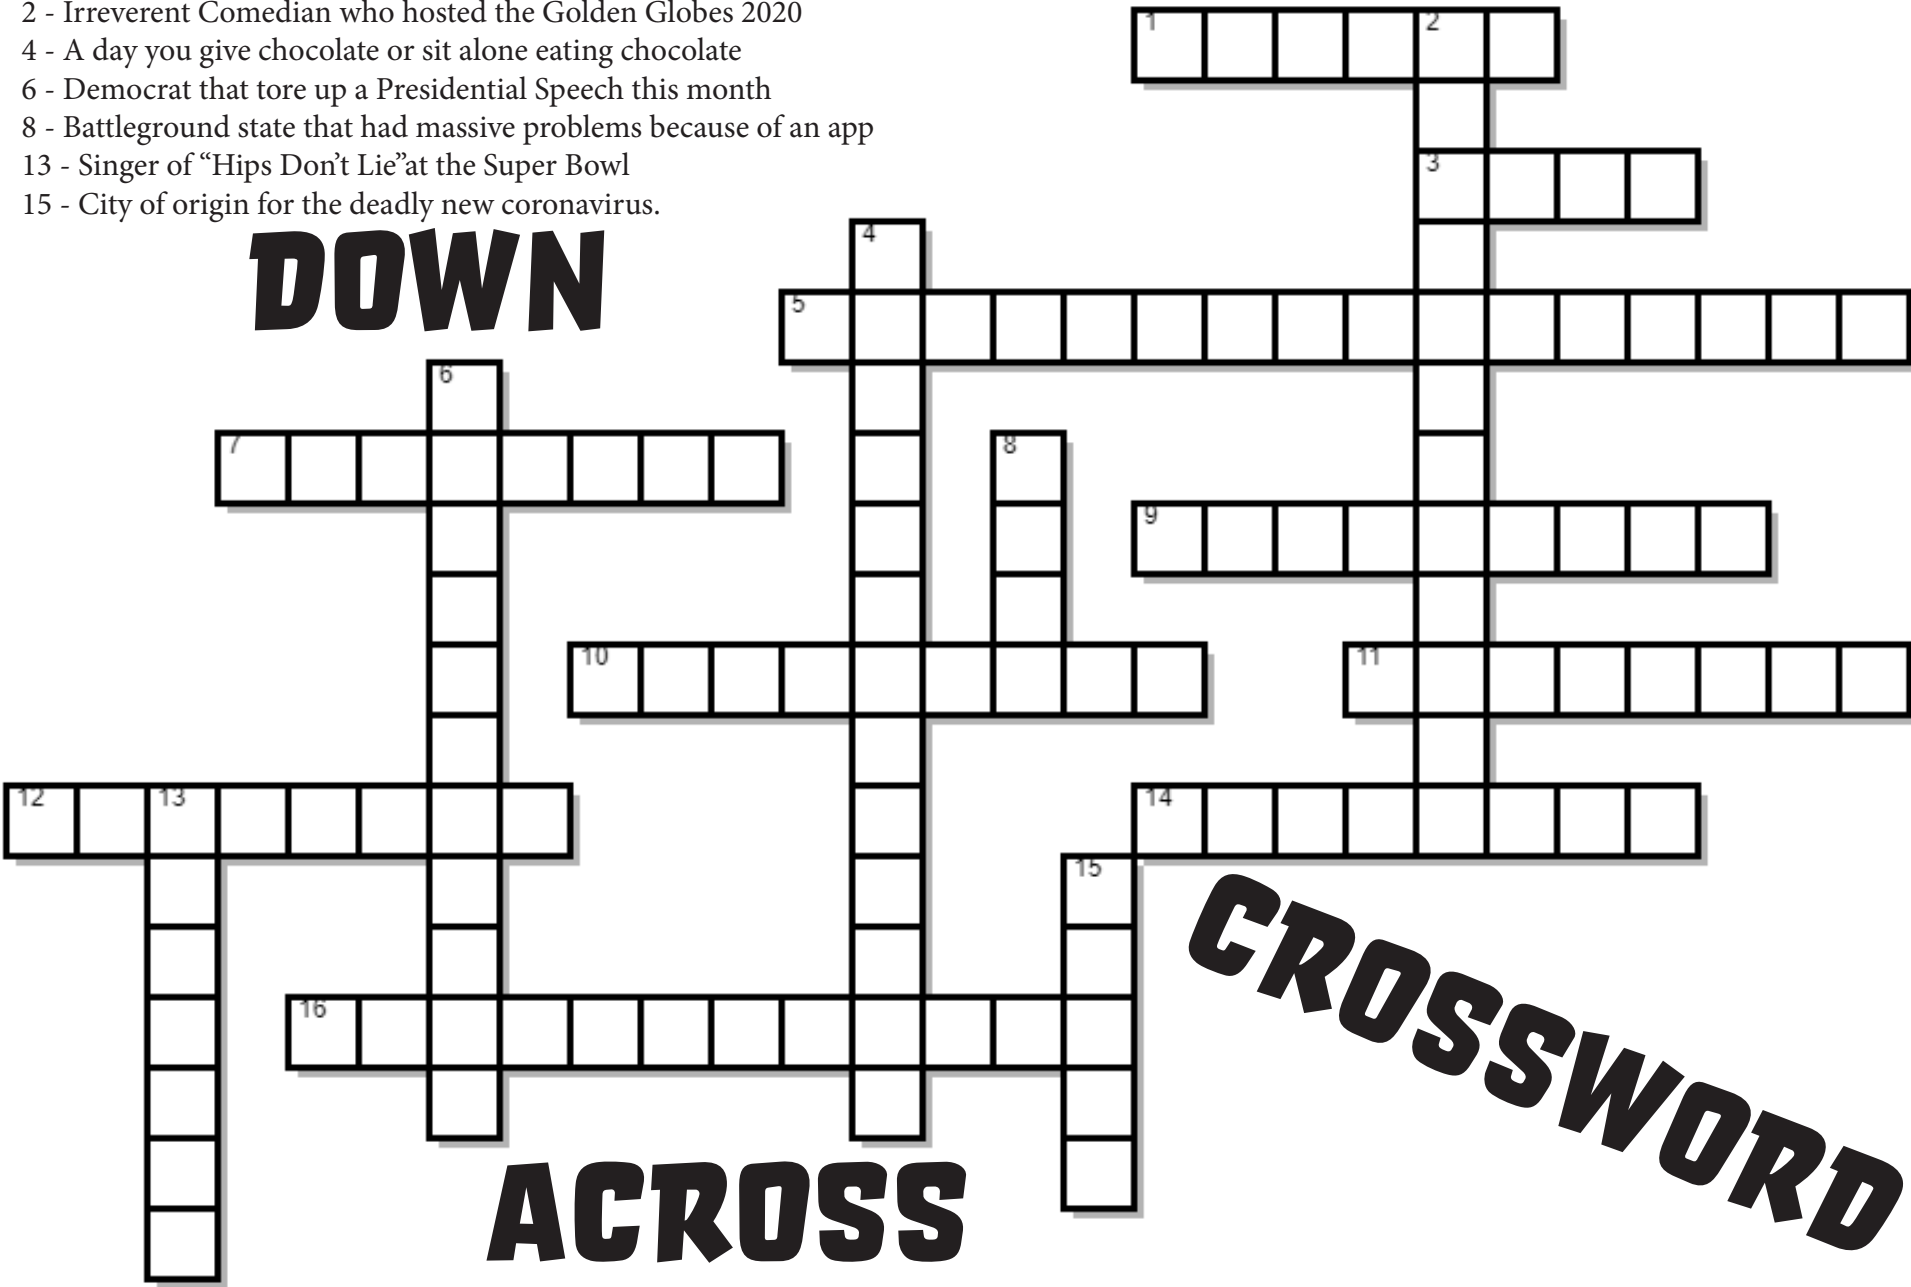 2 - Irreverent Comedian who hosted the Golden Globes 2020
4 - A day you give chocolate or sit alone eating chocolate
6 - Democrat that tore up a Presidential Speech this month
8 - Battleground state that had massive problems because of an app
13 - Singer of “Hips Don’t Lie”at the Super Bowl
15 - City of origin for the deadly new coronavirus.
DOWN
1
2
3
4
5
6
7
8
9
10
11
12
13
14
15
16
CROSSWORD
ACROSS